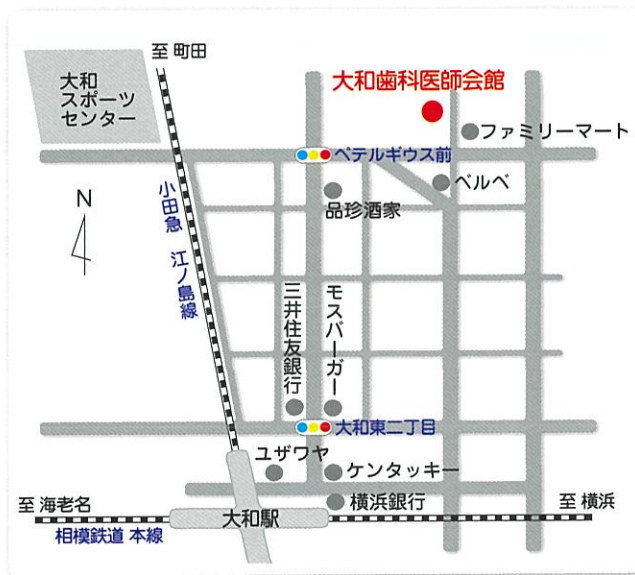 至 町田
大和
スポーツ
センター
大和歯科医師会館
ファミリーマート
ベテルギウス前
ベルベ
品珍酒家
N
小田急 江ノ島線
三井住友銀行
モスバーガー
大和東二丁目
ユザワヤ
ケンタッキー
横浜銀行
至 海老名
至 横浜
大和駅
相模鉄道 本線